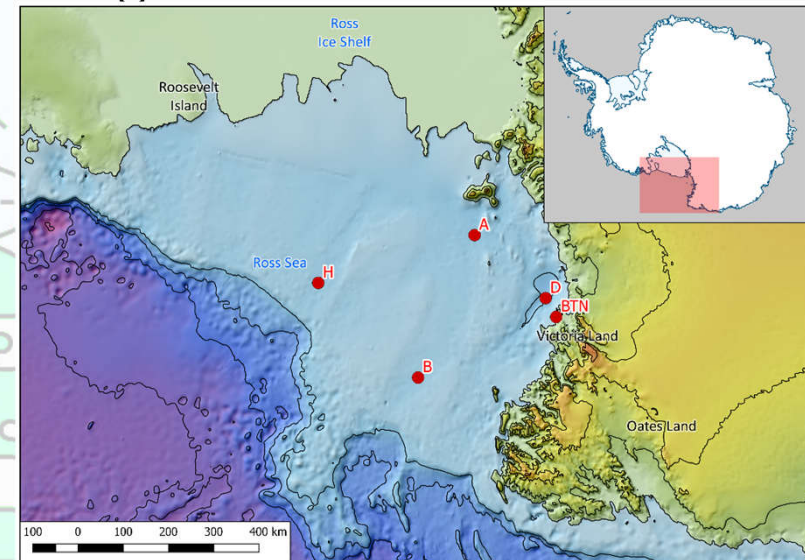 Ross
Ice Shelf
Roosevelt
Island
A
Ross Sea
H
D
BTN
Victoria Land
B
Oates Land
100 0 100 200 300 400 km